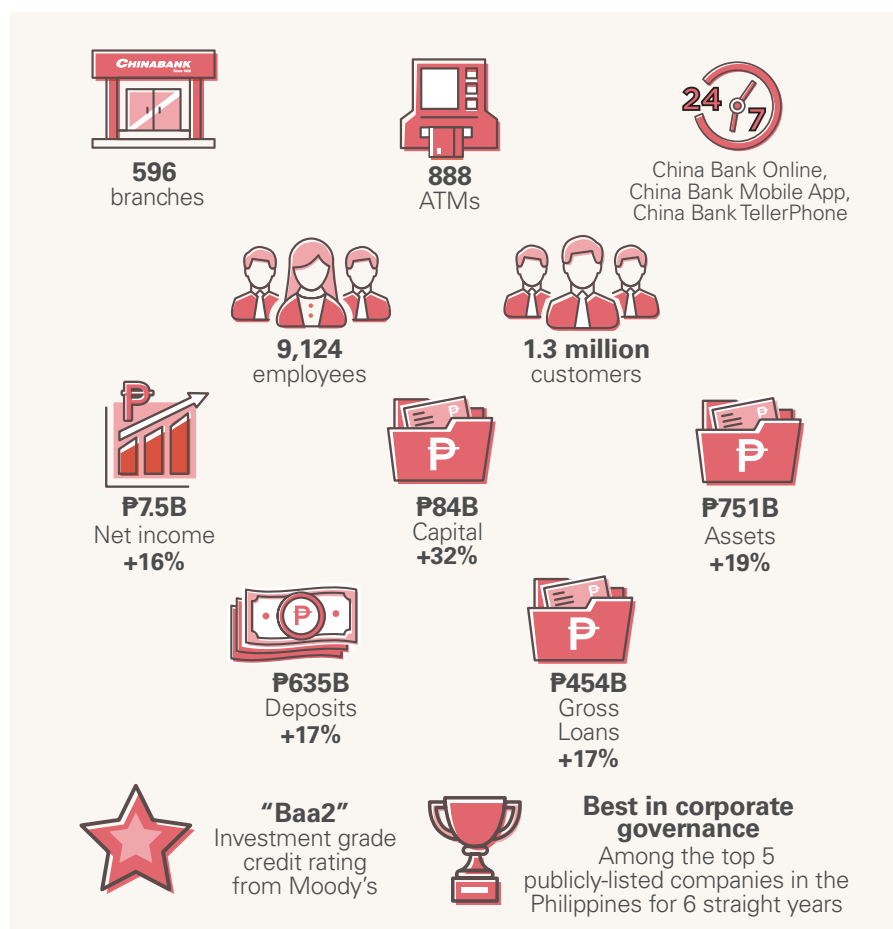 CHINABANK
596
branches
888
ATMs
24
7
China Bank Online,
China Bank Mobile App,
China Bank TellerPhone
9,124
employees
1.3 million
customers
₱
₱7.5B
Net income
+16%
₱
₱
₱84B
Capital
+32%
₱
₱
₱751B
Assets
+19%
₱
₱635B
Deposits
+17%
₱
₱
₱454B
Gross
Loans
+17%
“Baa2”
Investment grade
credit rating
from Moody’s
Best in corporate
governance
Among the top 5
publicly-listed companies in the
Philippines for 6 straight years